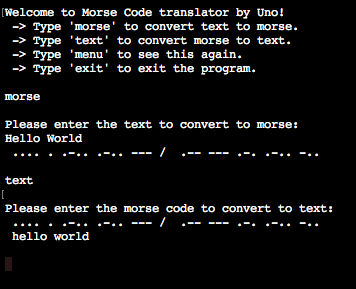 Welcome to Morse Code translator by Uno!
-> Type 'morse' to convert text to morse.
-> Type 'text' to convert morse to text.
-> Type 'menu' to see this again.
-> Type 'exit' to exit the program.
morse
Please enter the text to convert to morse:
Hello World
.... . .-.. .-.. --- /  .-- --- .-. .-.. -..
text
Please enter the morse code to convert to text:
.... . .-.. .-.. --- /  .-- --- .-. .-.. -..
hello world